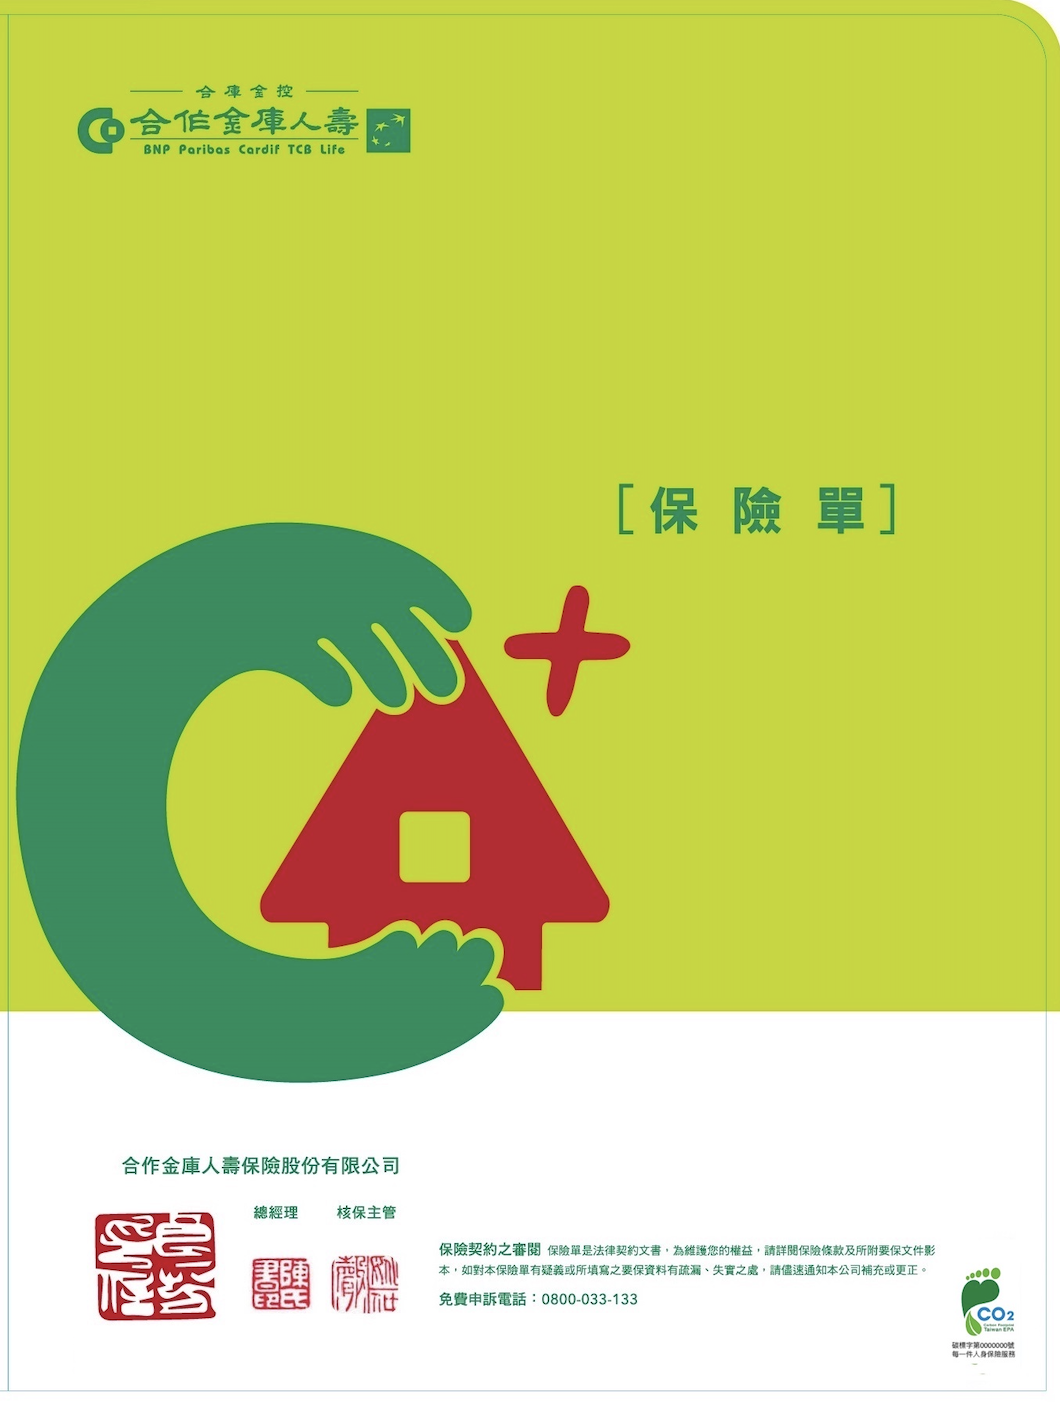 合庫金控
合作金庫人壽
BNP Paribas Cardif TCB Life
［保險單］
合作金庫人壽保險股份有限公司
總經理 核保主管
保險契約之審閱 保險單是法律契約文書，為維護您的權益，請詳閱保險條款及所附要保文件影
本，如對本保險單有疑義或所填寫之要保資料有疏漏、失實之處，請儘速通知本公司補充或更正。
免費申訴電話：0800-033-133
CO2
Carbon Footprint
Taiwan EPA
碳標字第0000000號
每一件人身保險服務